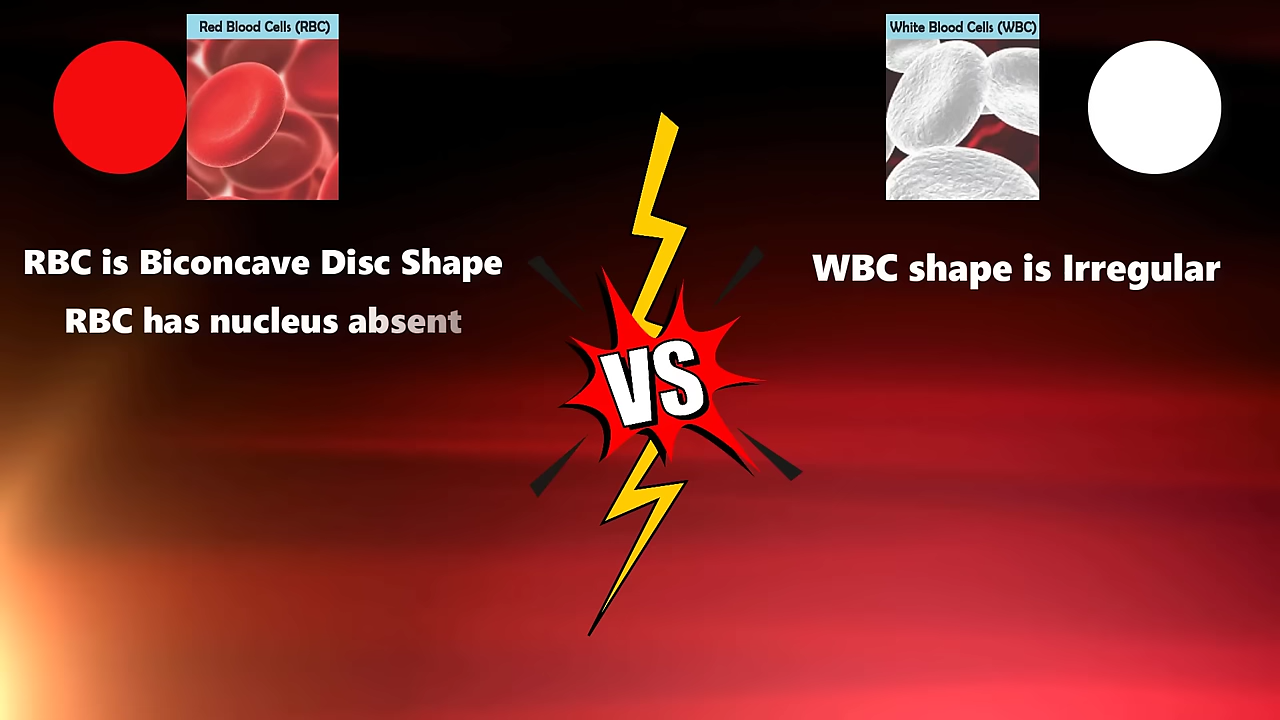 Red Blood Cells (RBC)
White Blood Cells (WBC)
RBC is Biconcave Disc Shape
WBC shape is Irregular
RBC has nucleus absent
VS